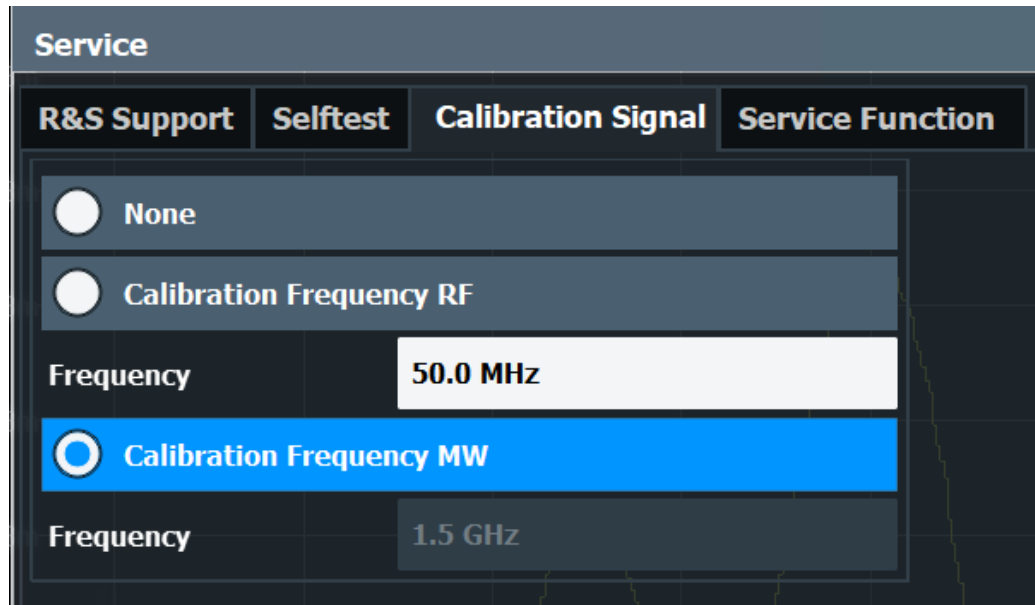 Service
R&S Support Selftest Calibration Signal Service Function
None
Calibration Frequency RF
Frequency 50.0 MHz
Calibration Frequency MW
Frequency 1.5 GHz